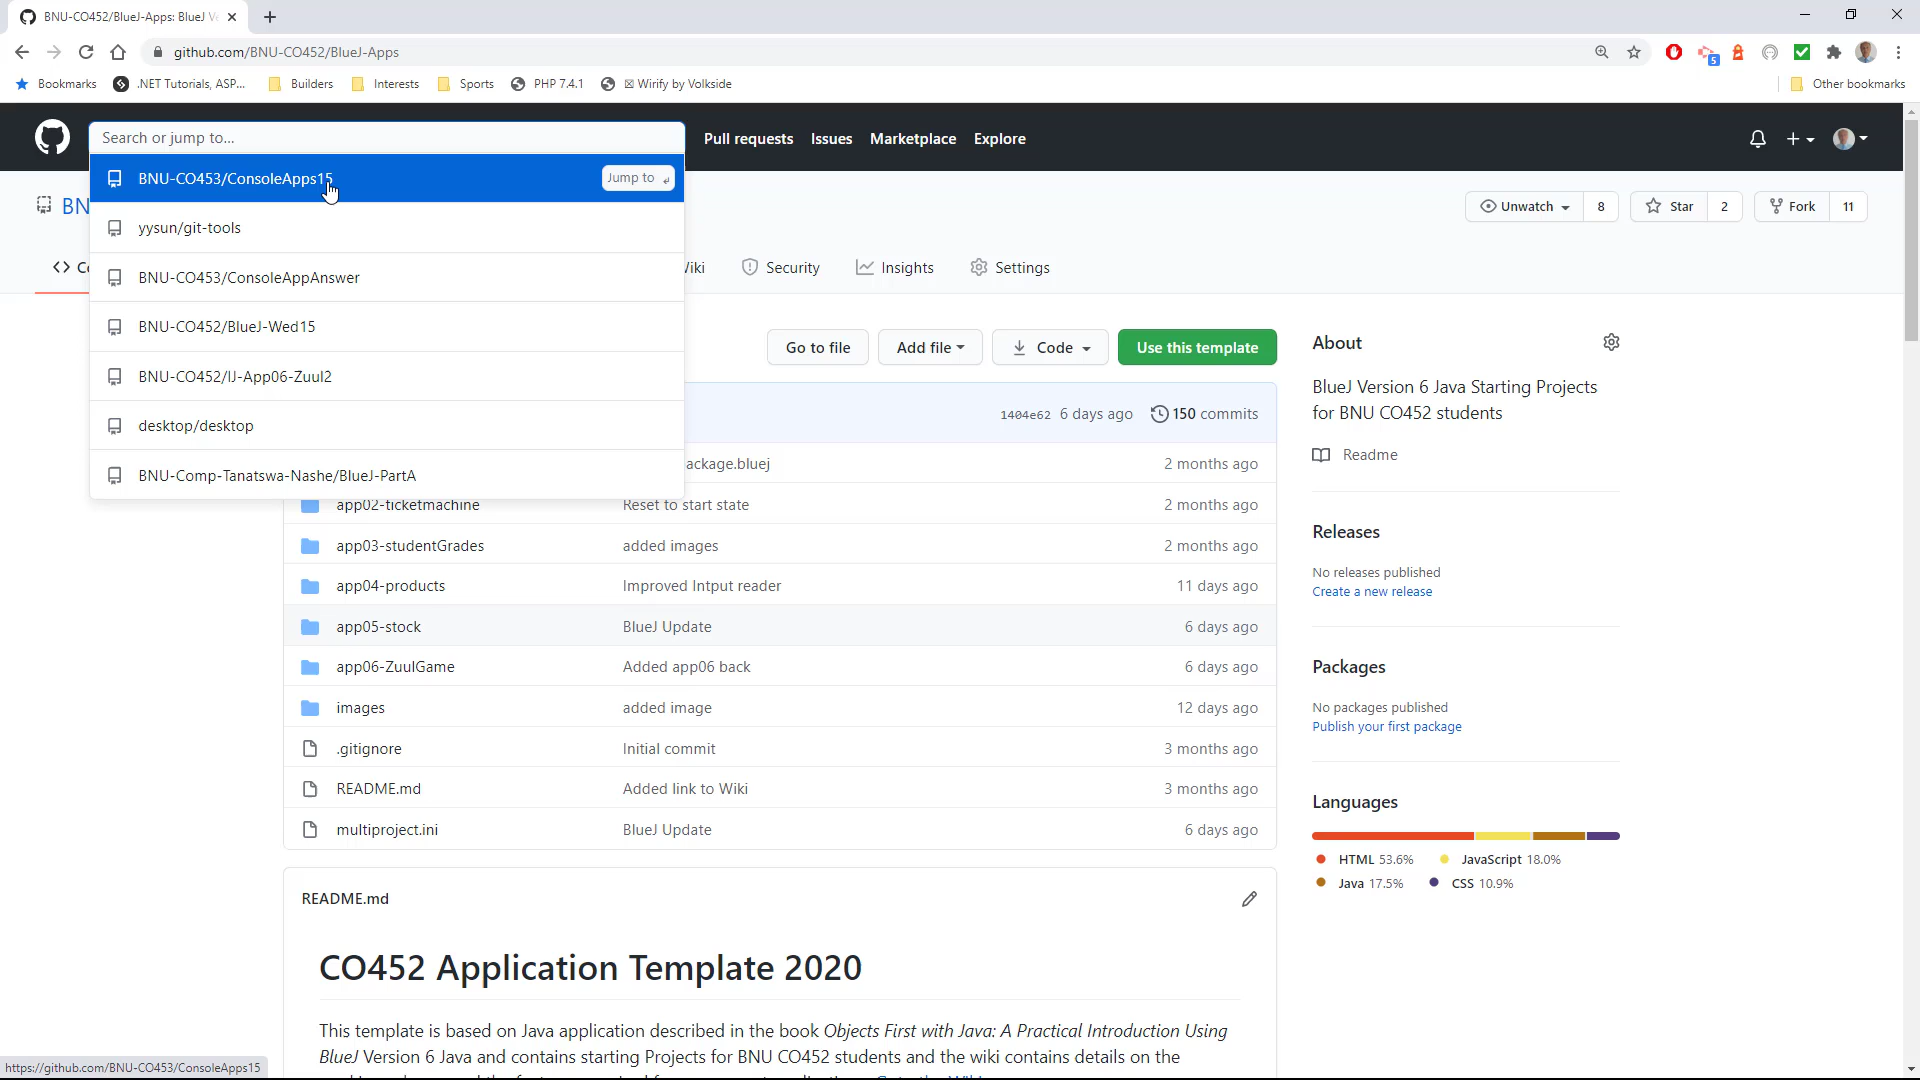 BNU-CO452/BlueJ-Apps: BlueJ Ve
github.com/BNU-CO452/BlueJ-Apps
5
Bookmarks .NET Tutorials, ASP... Builders Interests Sports PHP 7.4.1 Wirify by Volkside Other bookmarks
Search or jump to... Pull requests Issues Marketplace Explore
BNU-CO453/ConsoleApps15 Jump to
BN Unwatch 8 Star 2 Fork 11
yysun/git-tools
Security Insights Settings
BNU-CO453/ConsoleAppAnswer
BNU-CO452/BlueJ-Wed15
BNU-CO452/IJ-App06-Zuul2
desktop/desktop
BNU-Comp-Tanatswa-Nashe/BlueJ-PartA
Go to file Add file Code Use this template
1404e62 6 days ago 150 commits
ackage.bluej 2 months ago
app02-ticketmachine Reset to start state 2 months ago
app03-studentGrades added images 2 months ago
app04-products Improved Intput reader 11 days ago
app05-stock BlueJ Update 6 days ago
app06-ZuulGame Added app06 back 6 days ago
images added image 12 days ago
.gitignore Initial commit 3 months ago
README.md Added link to Wiki 3 months ago
multiproject.ini BlueJ Update 6 days ago
About
BlueJ Version 6 Java Starting Projects
for BNU CO452 students
Readme
Releases
No releases published
Create a new release
Packages
No packages published
Publish your first package
Languages
HTML 53.6% JavaScript 18.0%
Java 17.5% CSS 10.9%
README.md
CO452 Application Template 2020
This template is based on Java application described in the book Objects First with Java: A Practical Introduction Using
BlueJ Version 6 Java and contains starting Projects for BNU CO452 students and the wiki contains details on the
https://github.com/BNU-CO453/ConsoleApps15